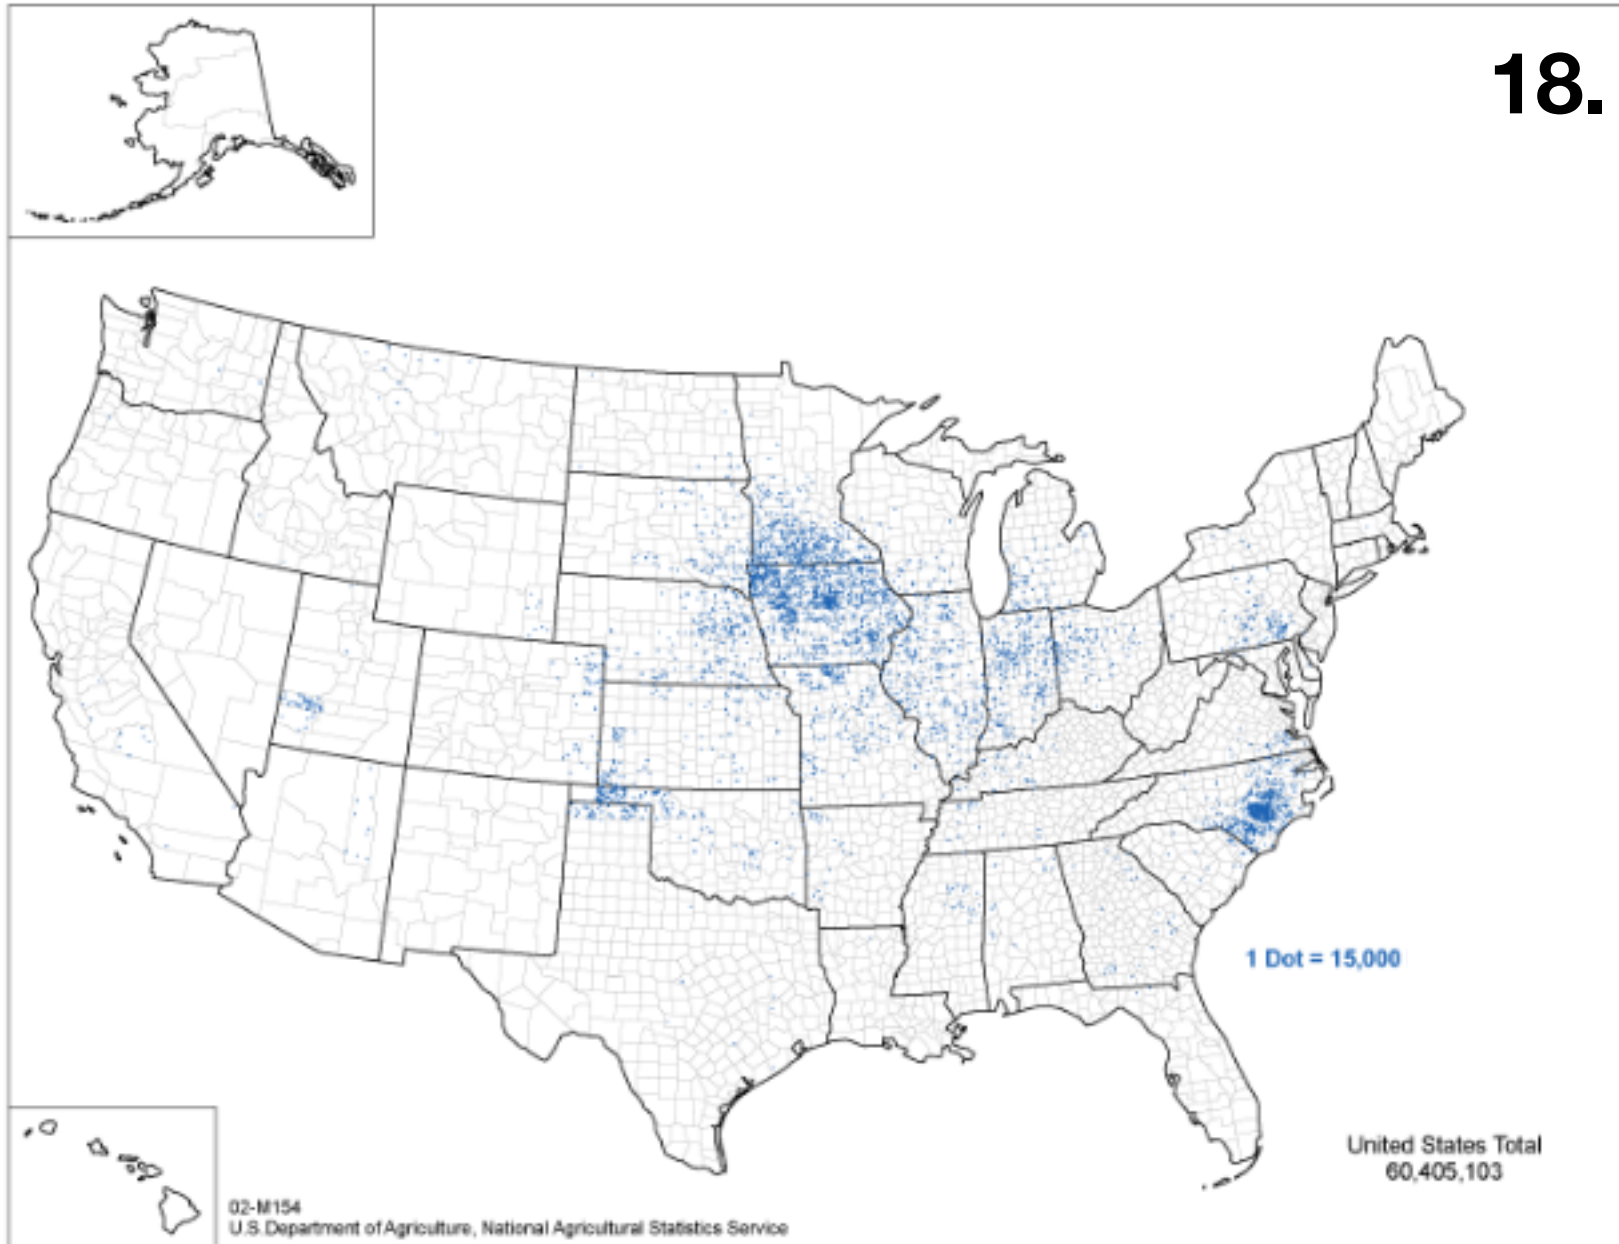 18.
1 Dot = 15,000
United States Total
60,405,103
02-M154
U.S. Department of Agriculture, National Agricultural Statistics Service